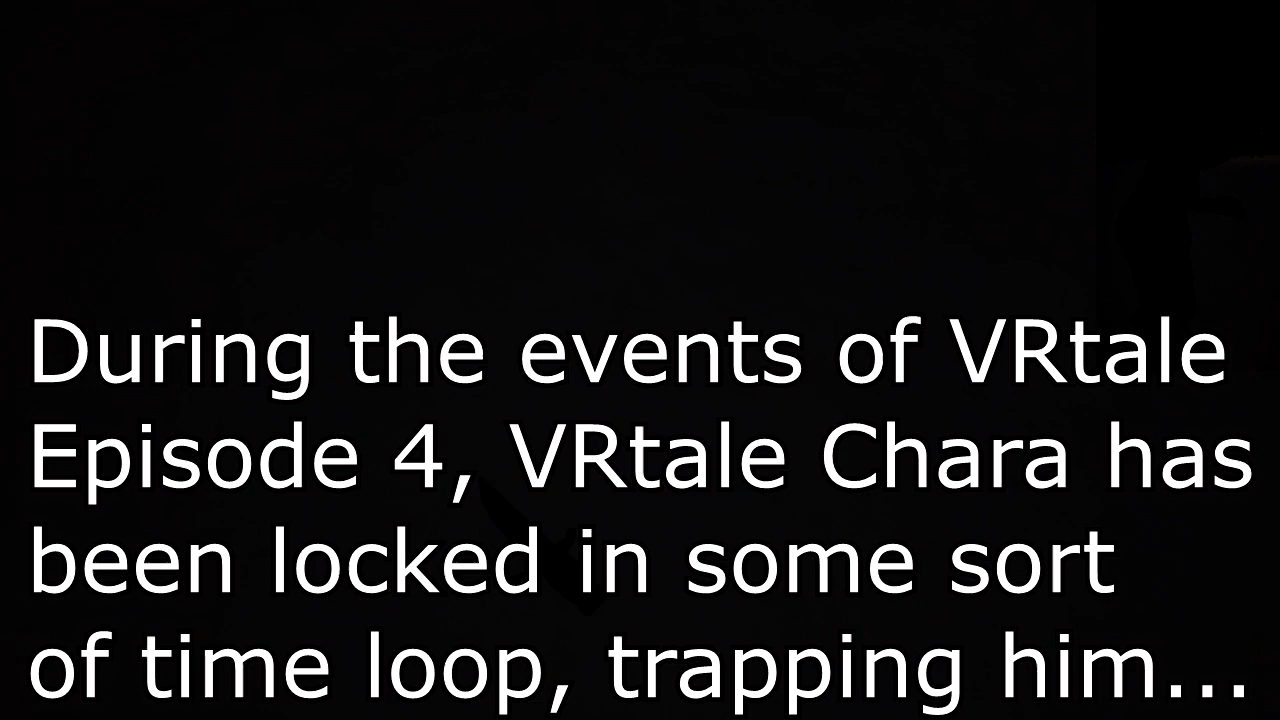 During the events of VRtale
Episode 4, VRtale Chara has
been locked in some sort
of time loop, trapping him...